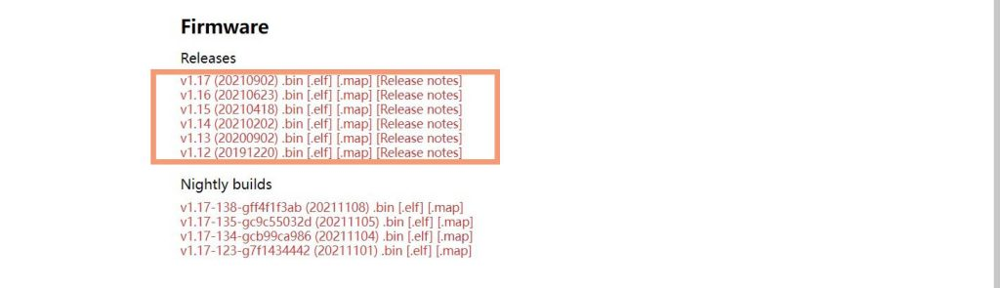 Firmware
Releases
v1.17 (20210902) .bin [.elf] [.map] [Release notes]
v1.16 (20210623) .bin [.elf] [.map] [Release notes]
v1.15 (20210418) .bin [.elf] [.map] [Release notes]
v1.14 (20210202) .bin [.elf] [.map] [Release notes]
v1.13 (20200902) .bin [.elf] [.map] [Release notes]
v1.12 (20191220) .bin [.elf] [.map] [Release notes]
Nightly builds
v1.17-138-gff4f1f3ab (20211108) .bin [.elf] [.map]
v1.17-135-gc9c55032d (20211105) .bin [.elf] [.map]
v1.17-134-gcb99ca986 (20211104) .bin [.elf] [.map]
v1.17-123-g7f1434442 (20211101) .bin [.elf] [.map]